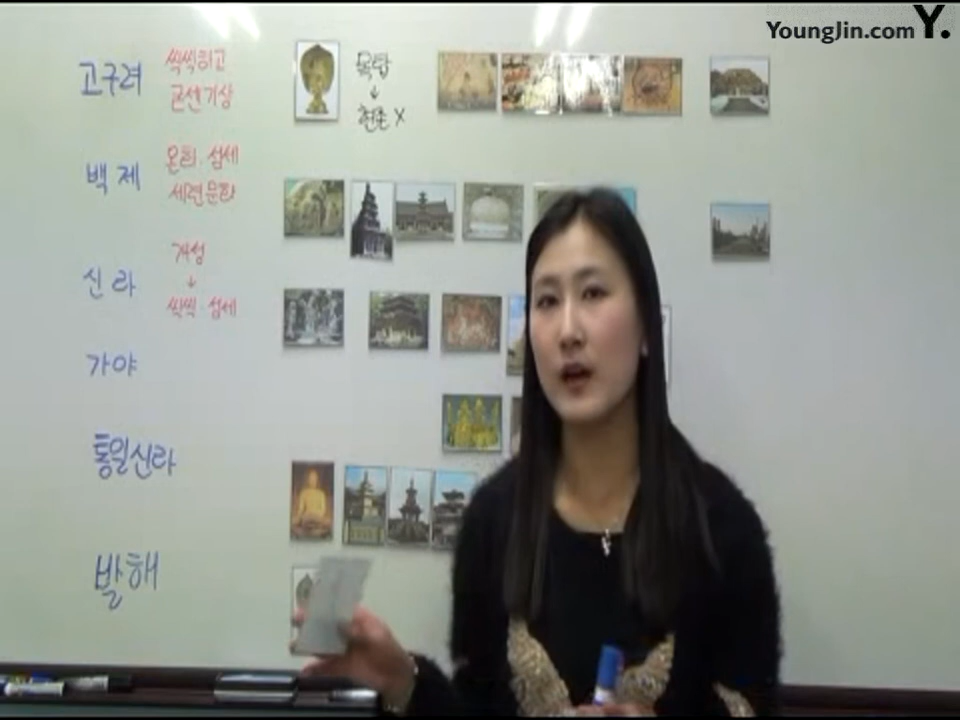 YoungJin.com Y.
고구려
씩씩하고
굳센 기상
목탑
↓
현존 X
백제
온화·섬세
세련 문화
신라
개성
↓
씩씩·섬세
가야
통일신라
발해